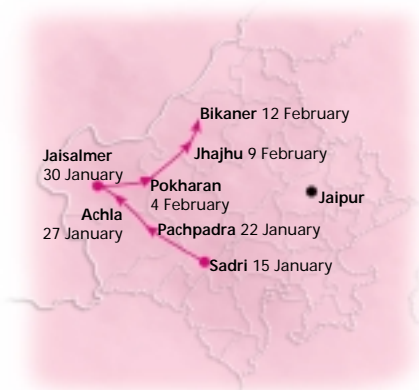 Bikaner 12 February
Jhajhu 9 February
Jaisalmer
30 January
Pokharan
4 February
Jaipur
Achla
27 January
Pachpadra 22 January
Sadri 15 January